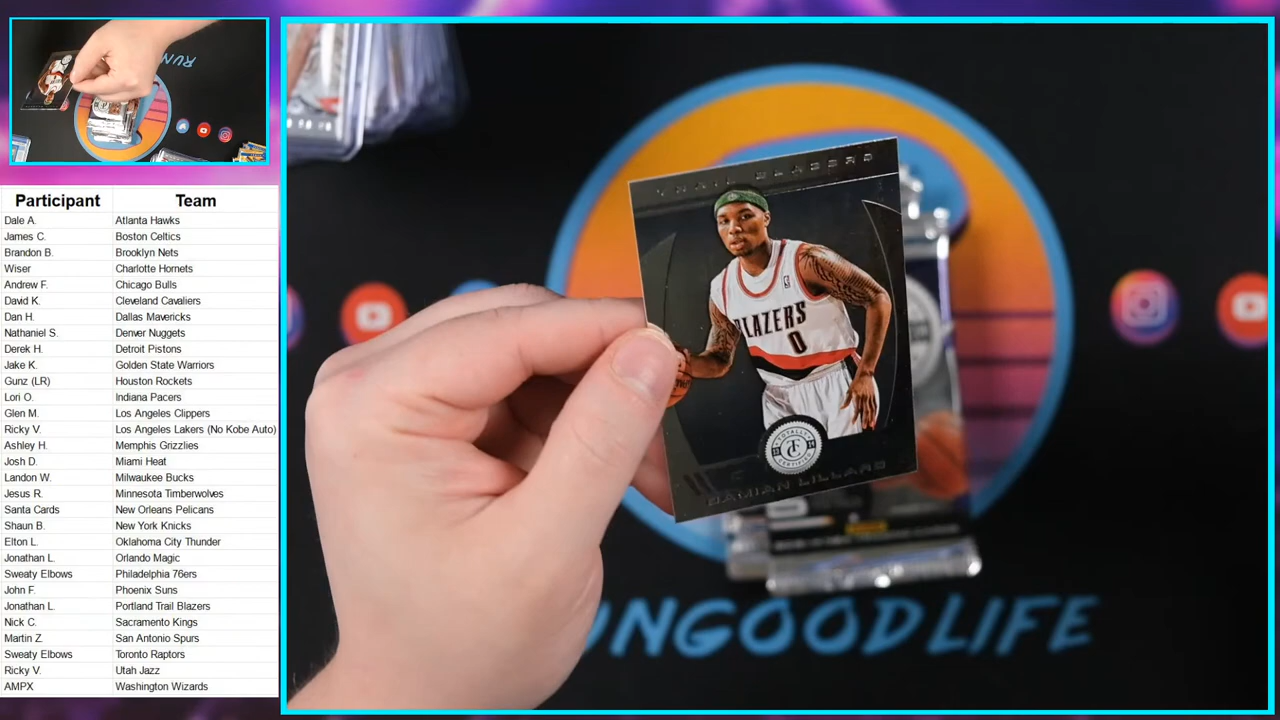 Participant Team
Dale A. Atlanta Hawks
James C. Boston Celtics
Brandon B. Brooklyn Nets
Wiser Charlotte Hornets
Andrew F. Chicago Bulls
David K. Cleveland Cavaliers
Dan H. Dallas Mavericks
Nathaniel S. Denver Nuggets
Derek H. Detroit Pistons
Jake K. Golden State Warriors
Gunz (LR) Houston Rockets
Lori O. Indiana Pacers
Glen M. Los Angeles Clippers
Ricky V. Los Angeles Lakers (No Kobe Auto)
Ashley H. Memphis Grizzlies
Josh D. Miami Heat
Landon W. Milwaukee Bucks
Jesus R. Minnesota Timberwolves
Santa Cards New Orleans Pelicans
Shaun B. New York Knicks
Elton L. Oklahoma City Thunder
Jonathan L. Orlando Magic
Sweaty Elbows Philadelphia 76ers
John F. Phoenix Suns
Jonathan L. Portland Trail Blazers
Nick C. Sacramento Kings
Martin Z. San Antonio Spurs
Sweaty Elbows Toronto Raptors
Ricky V. Utah Jazz
AMPX Washington Wizards
BLAZERS
0
TOTALLY
CERTIFIED
DAMIAN LILLARD
UNGOODLIFE